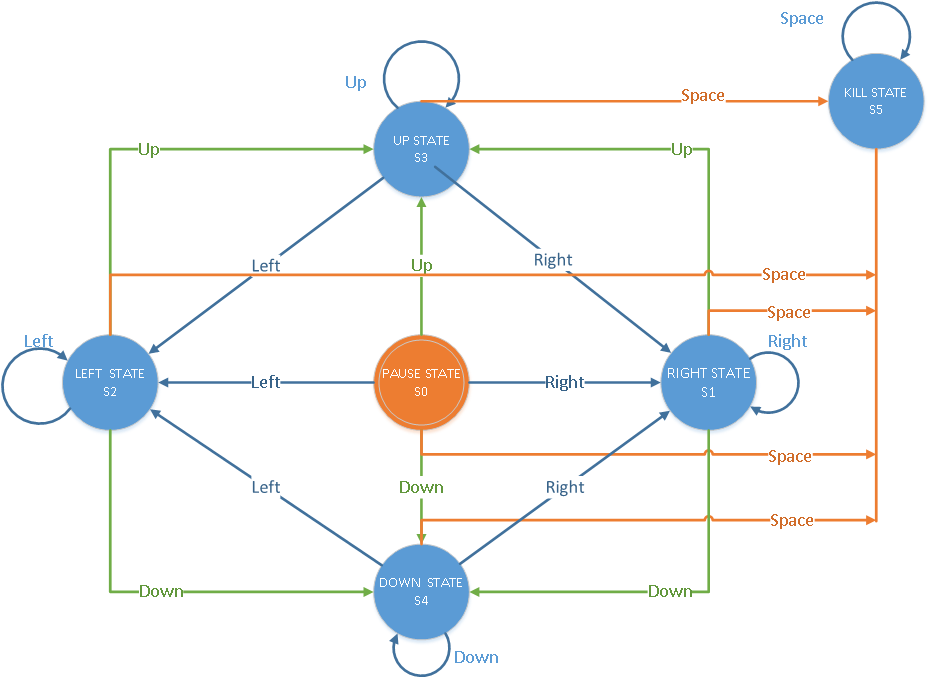 Space
KILL STATE
S5
Up
Space
UP STATE
S3
Up
Up
Left
Right
Up
Space
Space
Left
Right
LEFT STATE
S2
Left
PAUSE STATE
S0
Right
RIGHT STATE
S1
Space
Left
Down
Right
Space
DOWN STATE
S4
Down
Down
Down